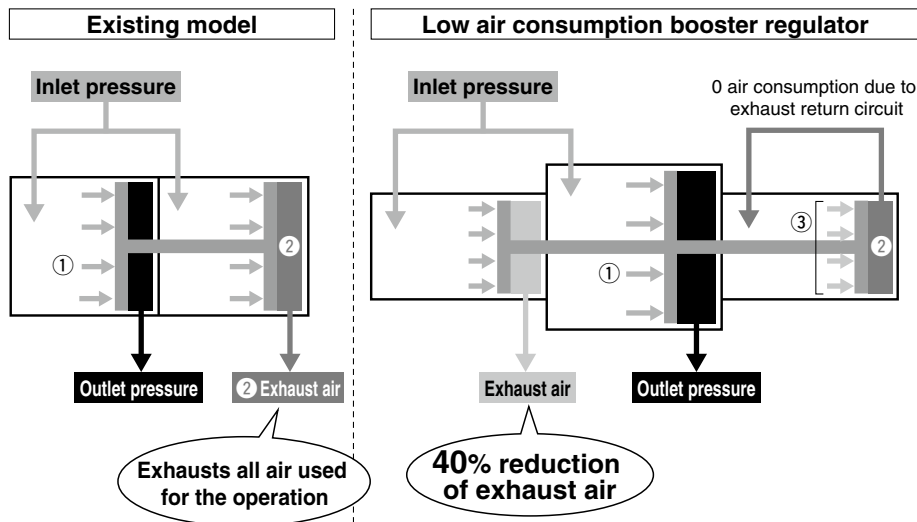 Existing model
Inlet pressure
①
②
Outlet pressure
② Exhaust air
Exhausts all air used
for the operation
Low air consumption booster regulator
Inlet pressure
0 air consumption due to
exhaust return circuit
①
③
②
Exhaust air
Outlet pressure
40% reduction
of exhaust air